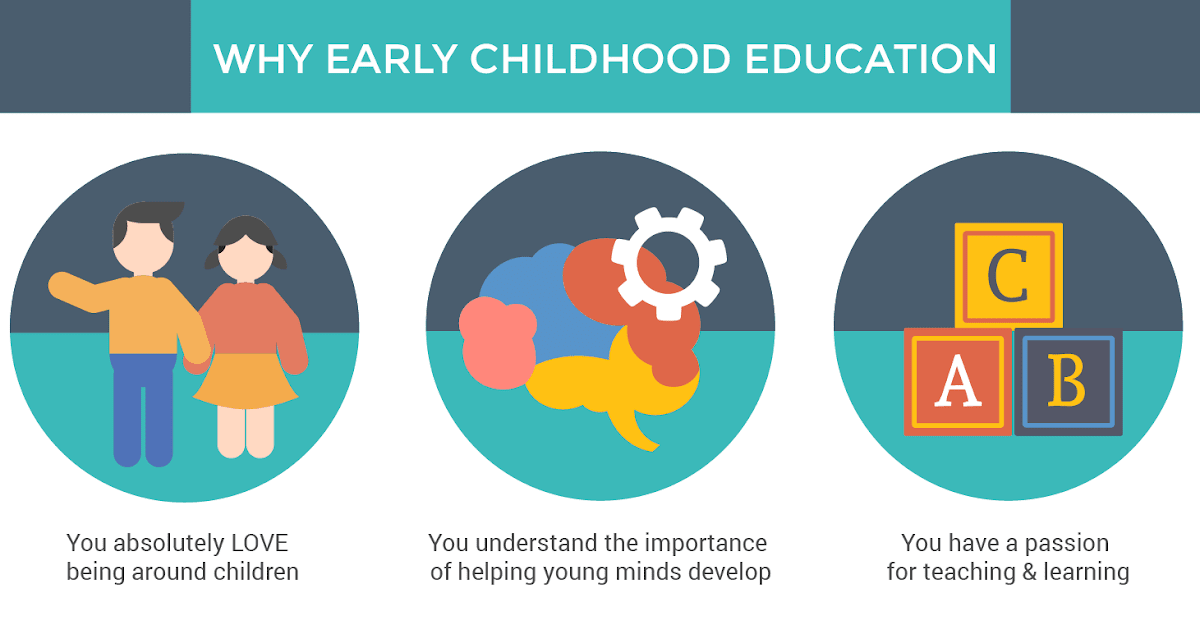 WHY EARLY CHILDHOOD EDUCATION
C
A
B
You absolutely LOVE
being around children
You understand the importance
of helping young minds develop
You have a passion
for teaching & learning